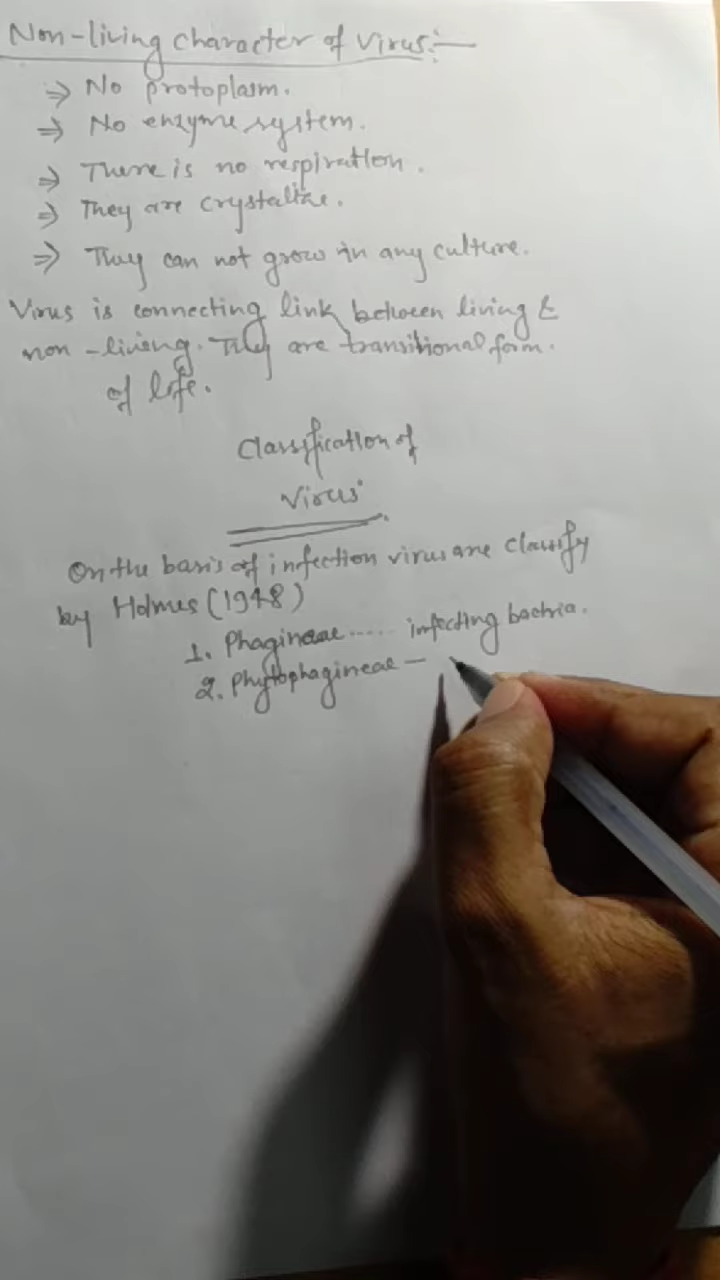 Non-living character of Virus:-
⇒ No protoplasm.
⇒ No enzyme system.
⇒ There is no respiration.
⇒ They are crystallize.
⇒ They can not grow in any culture.
Virus is connecting link between living &
non-living. They are transitional form.
of life.
Classification of
Virus
On the basis of infection virus are classify
by Holmes (1948)
1. Phagineae..... infecting bactria.
2. Phytophagineae —